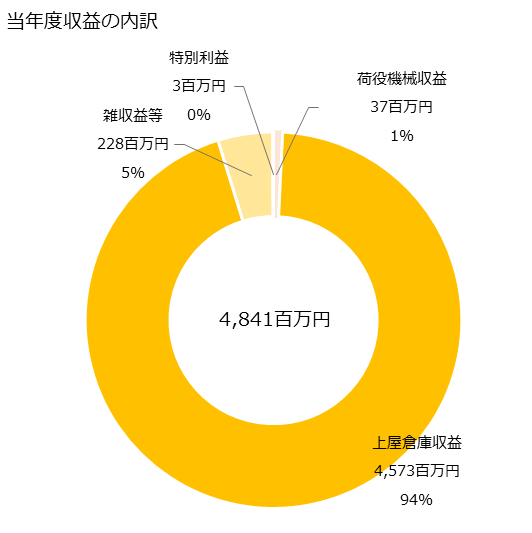 当年度収益の内訳
特別利益
3百万円
0%
荷役機械収益
37百万円
1%
雑収益等
228百万円
5%
4,841百万円
上屋倉庫収益
4,573百万円
94%